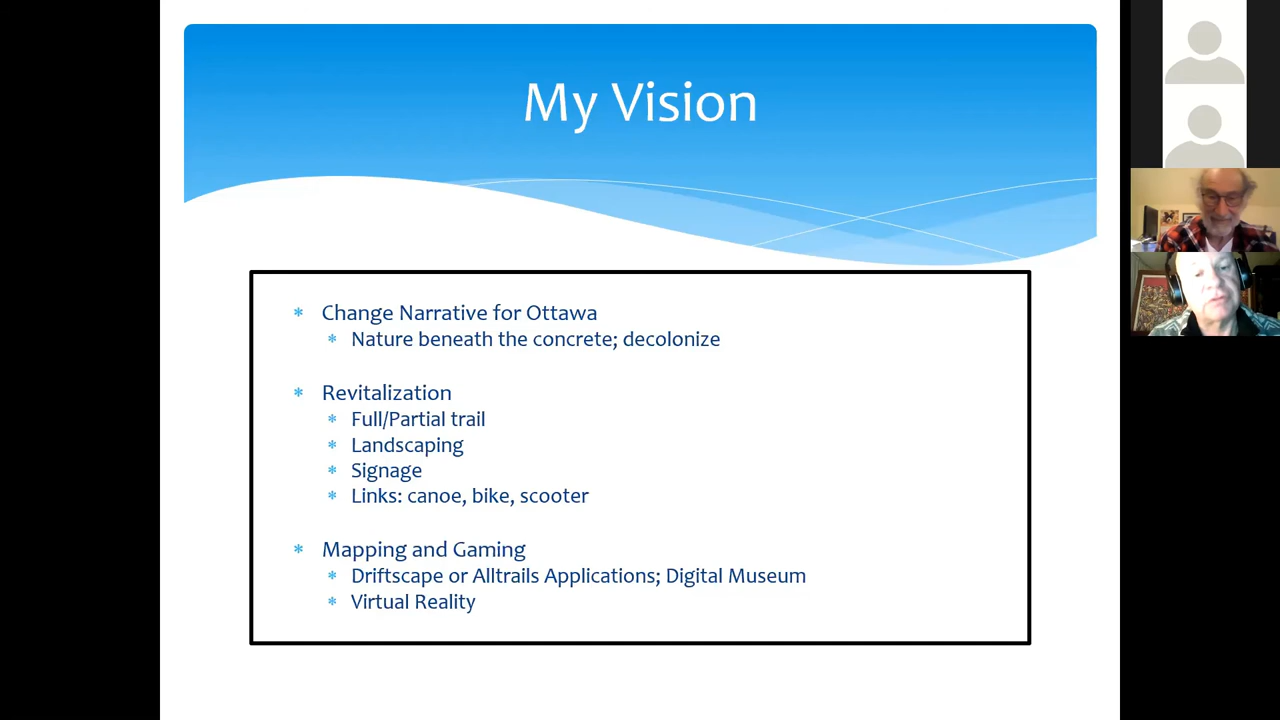 My Vision
* Change Narrative for Ottawa
* Nature beneath the concrete; decolonize
* Revitalization
* Full/Partial trail
* Landscaping
* Signage
* Links: canoe, bike, scooter
* Mapping and Gaming
* Driftscape or Alltrails Applications; Digital Museum
* Virtual Reality